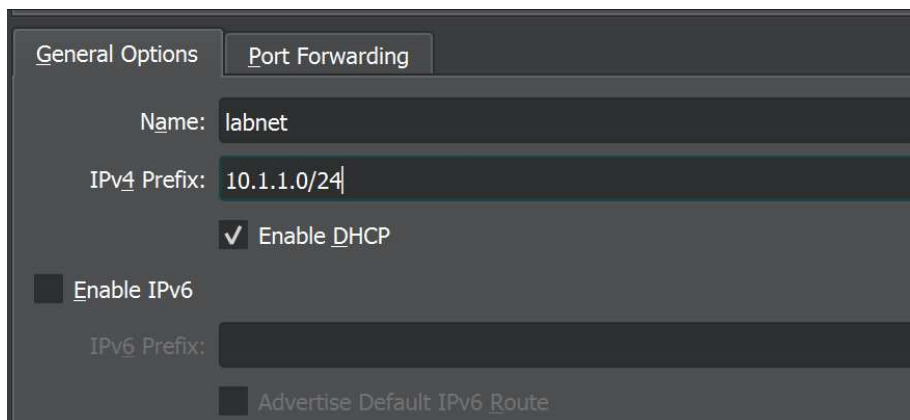 General Options Port Forwarding
Name: labnet
IPv4 Prefix: 10.1.1.0/24
Enable DHCP
Enable IPv6
IPv6 Prefix:
Advertise Default IPv6 Route